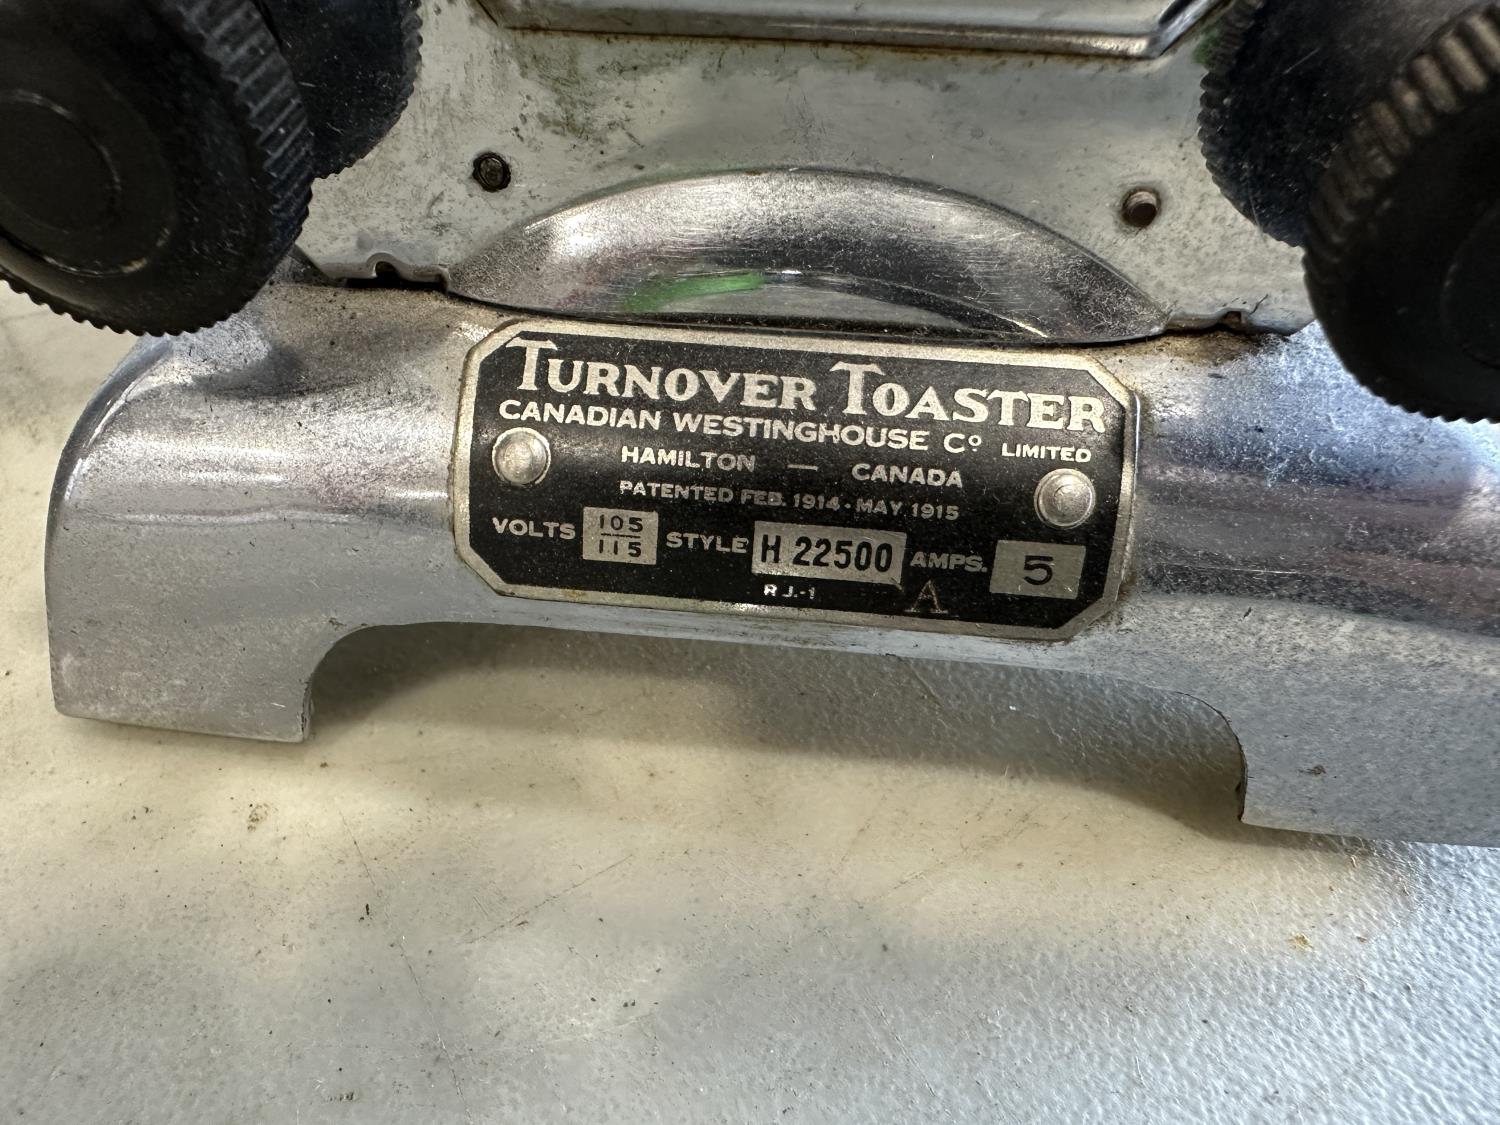 TURNOVER TOASTER
CANADIAN WESTINGHOUSE Cº LIMITED
HAMILTON — CANADA
PATENTED FEB. 1914 - MAY 1915
VOLTS 105/115 STYLE H 22500 AMPS. 5
R J.-1 A